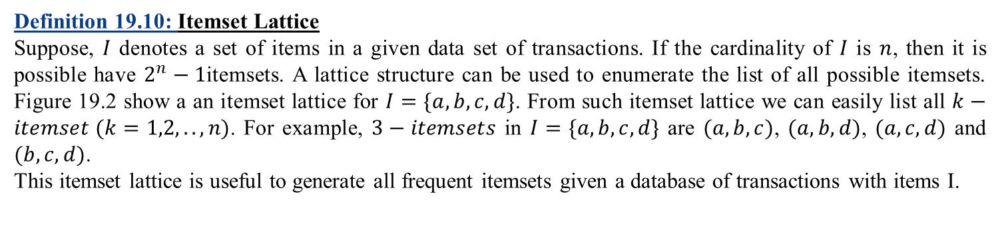 Definition 19.10: Itemset Lattice
Suppose, I denotes a set of items in a given data set of transactions. If the cardinality of I is n, then it is
possible have 2ⁿ − 1itemsets. A lattice structure can be used to enumerate the list of all possible itemsets.
Figure 19.2 show a an itemset lattice for I = {a, b, c, d}. From such itemset lattice we can easily list all k −
itemset (k = 1,2, . . , n). For example, 3 − itemsets in I = {a, b, c, d} are (a, b, c), (a, b, d), (a, c, d) and
(b, c, d).
This itemset lattice is useful to generate all frequent itemsets given a database of transactions with items I.